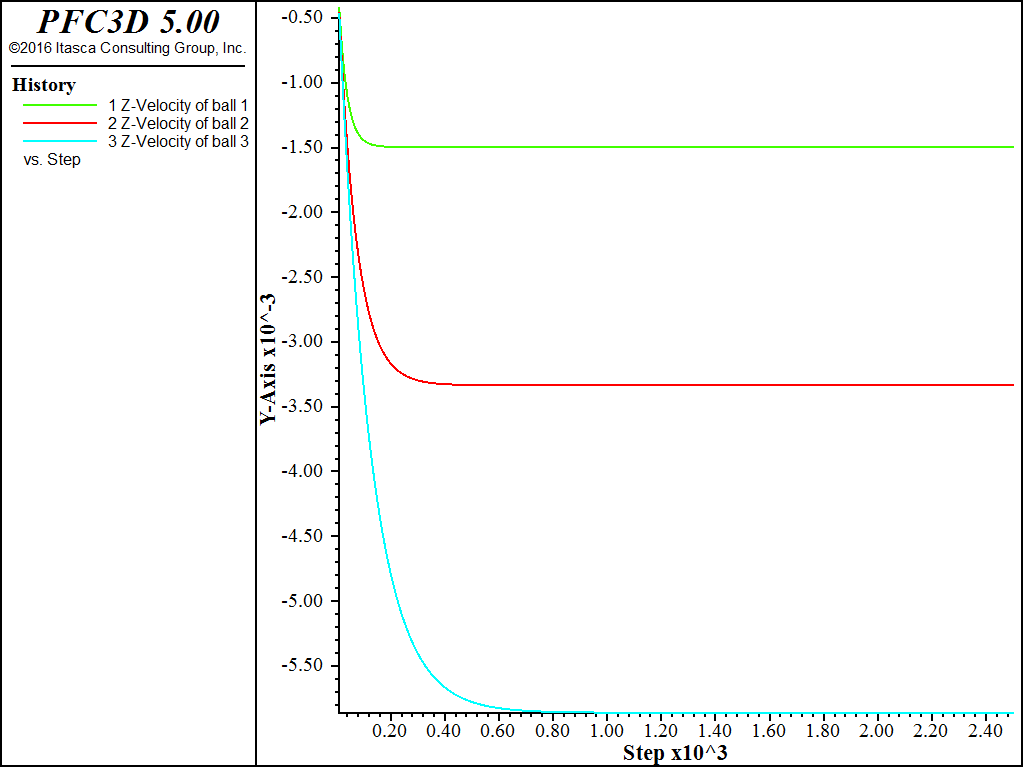 PFC3D 5.00
©2016 Itasca Consulting Group, Inc.
History
1 Z-Velocity of ball 1
2 Z-Velocity of ball 2
3 Z-Velocity of ball 3
vs. Step
Y-Axis x10^-3
-0.50
-1.00
-1.50
-2.00
-2.50
-3.00
-3.50
-4.00
-4.50
-5.00
-5.50
0.20 0.40 0.60 0.80 1.00 1.20 1.40 1.60 1.80 2.00 2.20 2.40
Step x10^3